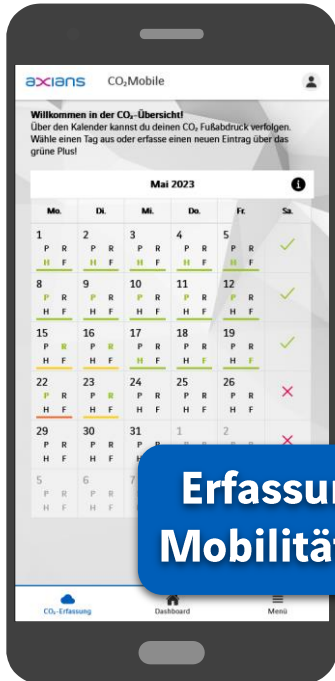 axians CO₂Mobile
Willkommen in der CO₂-Übersicht!
Über den Kalender kannst du deinen CO₂ Fußabdruck verfolgen.
Wähle einen Tag aus oder erfasse einen neuen Eintrag über das
grüne Plus!
Mai 2023
Mo. Di. Mi. Do. Fr. Sa.
1 2 3 4 5
P R P R P R P R P R
H F H F H F H F H F
8 9 10 11 12
P R P R P R P R P R
H F H F H F H F H F
15 16 17 18 19
P R P R P R P R P R
H F H F H F H F H F
22 23 24 25 26
P R P R P R P R P R
H F H F H F H F H F
29 30 31 1 2
P R P R P R P R P R
H F H F H
5 6 7
P R P R
H F H F
Erfassu
Mobilitä
CO₂-Erfassung Dashboard Menü